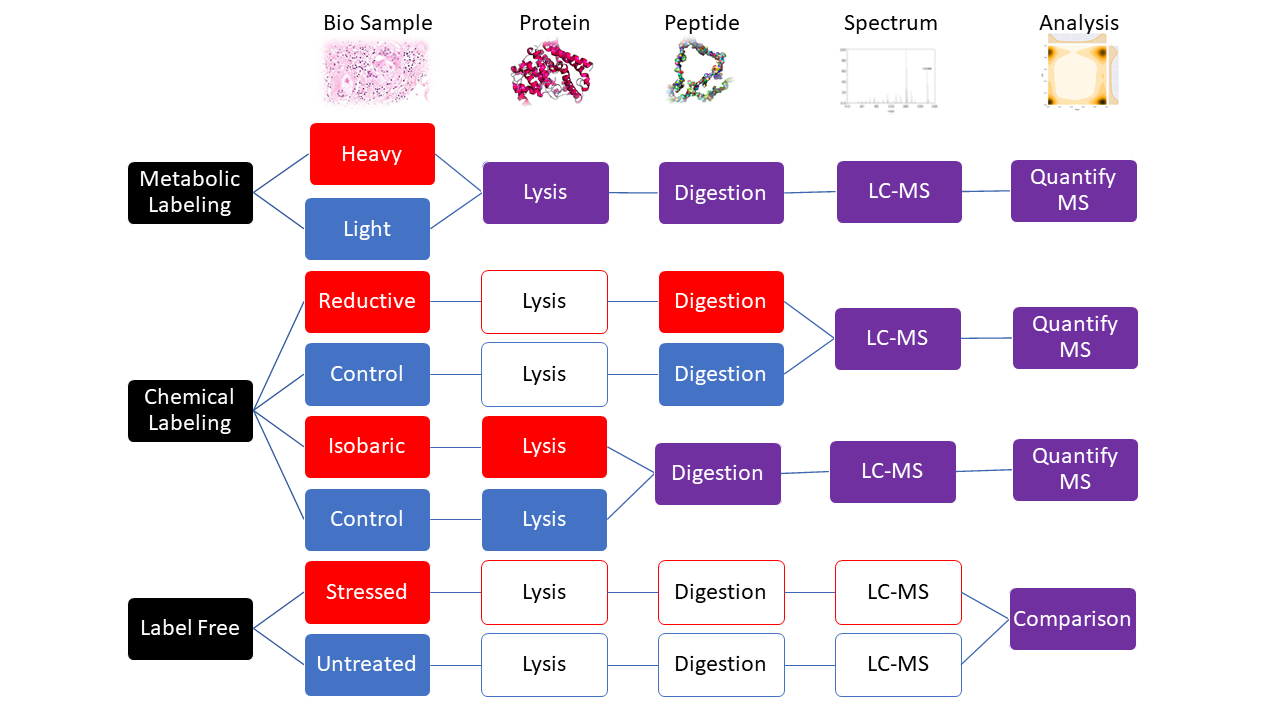 Bio Sample
Protein
Peptide
Spectrum
Analysis
Metabolic
Labeling
Heavy
Light
Lysis
Digestion
LC-MS
Quantify
MS
Chemical
Labeling
Reductive
Lysis
Digestion
Control
Lysis
Digestion
LC-MS
Quantify
MS
Isobaric
Lysis
Control
Lysis
Digestion
LC-MS
Quantify
MS
Label Free
Stressed
Lysis
Digestion
LC-MS
Untreated
Lysis
Digestion
LC-MS
Comparison